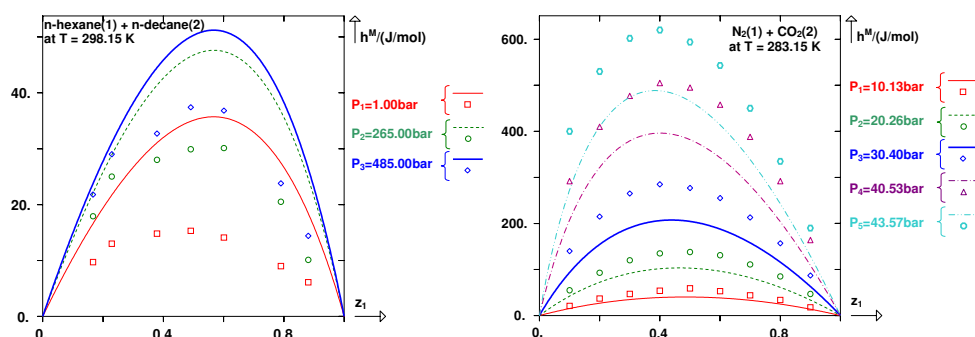 n-hexane(1) + n-decane(2)
at T = 298.15 K
hᴹ/(J/mol)
40.
20.
0.
0
0.4
0.8
z₁
P₁=1.00bar
P₂=265.00bar
P₃=485.00bar
N₂(1) + CO₂(2)
at T = 283.15 K
hᴹ/(J/mol)
600.
400.
200.
0.
0.
0.4
0.8
z₁
P₁=10.13bar
P₂=20.26bar
P₃=30.40bar
P₄=40.53bar
P₅=43.57bar